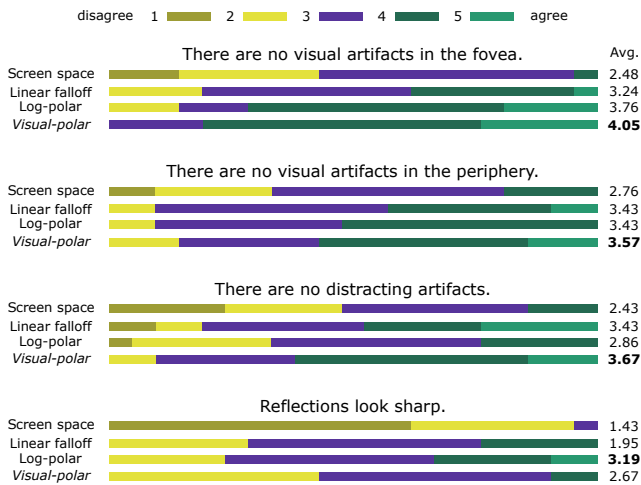 disagree 1 2 3 4 5 agree
There are no visual artifacts in the fovea. Avg.
Screen space 2.48
Linear falloff 3.24
Log-polar 3.76
Visual-polar 4.05
There are no visual artifacts in the periphery.
Screen space 2.76
Linear falloff 3.43
Log-polar 3.43
Visual-polar 3.57
There are no distracting artifacts.
Screen space 2.43
Linear falloff 3.43
Log-polar 2.86
Visual-polar 3.67
Reflections look sharp.
Screen space 1.43
Linear falloff 1.95
Log-polar 3.19
Visual-polar 2.67